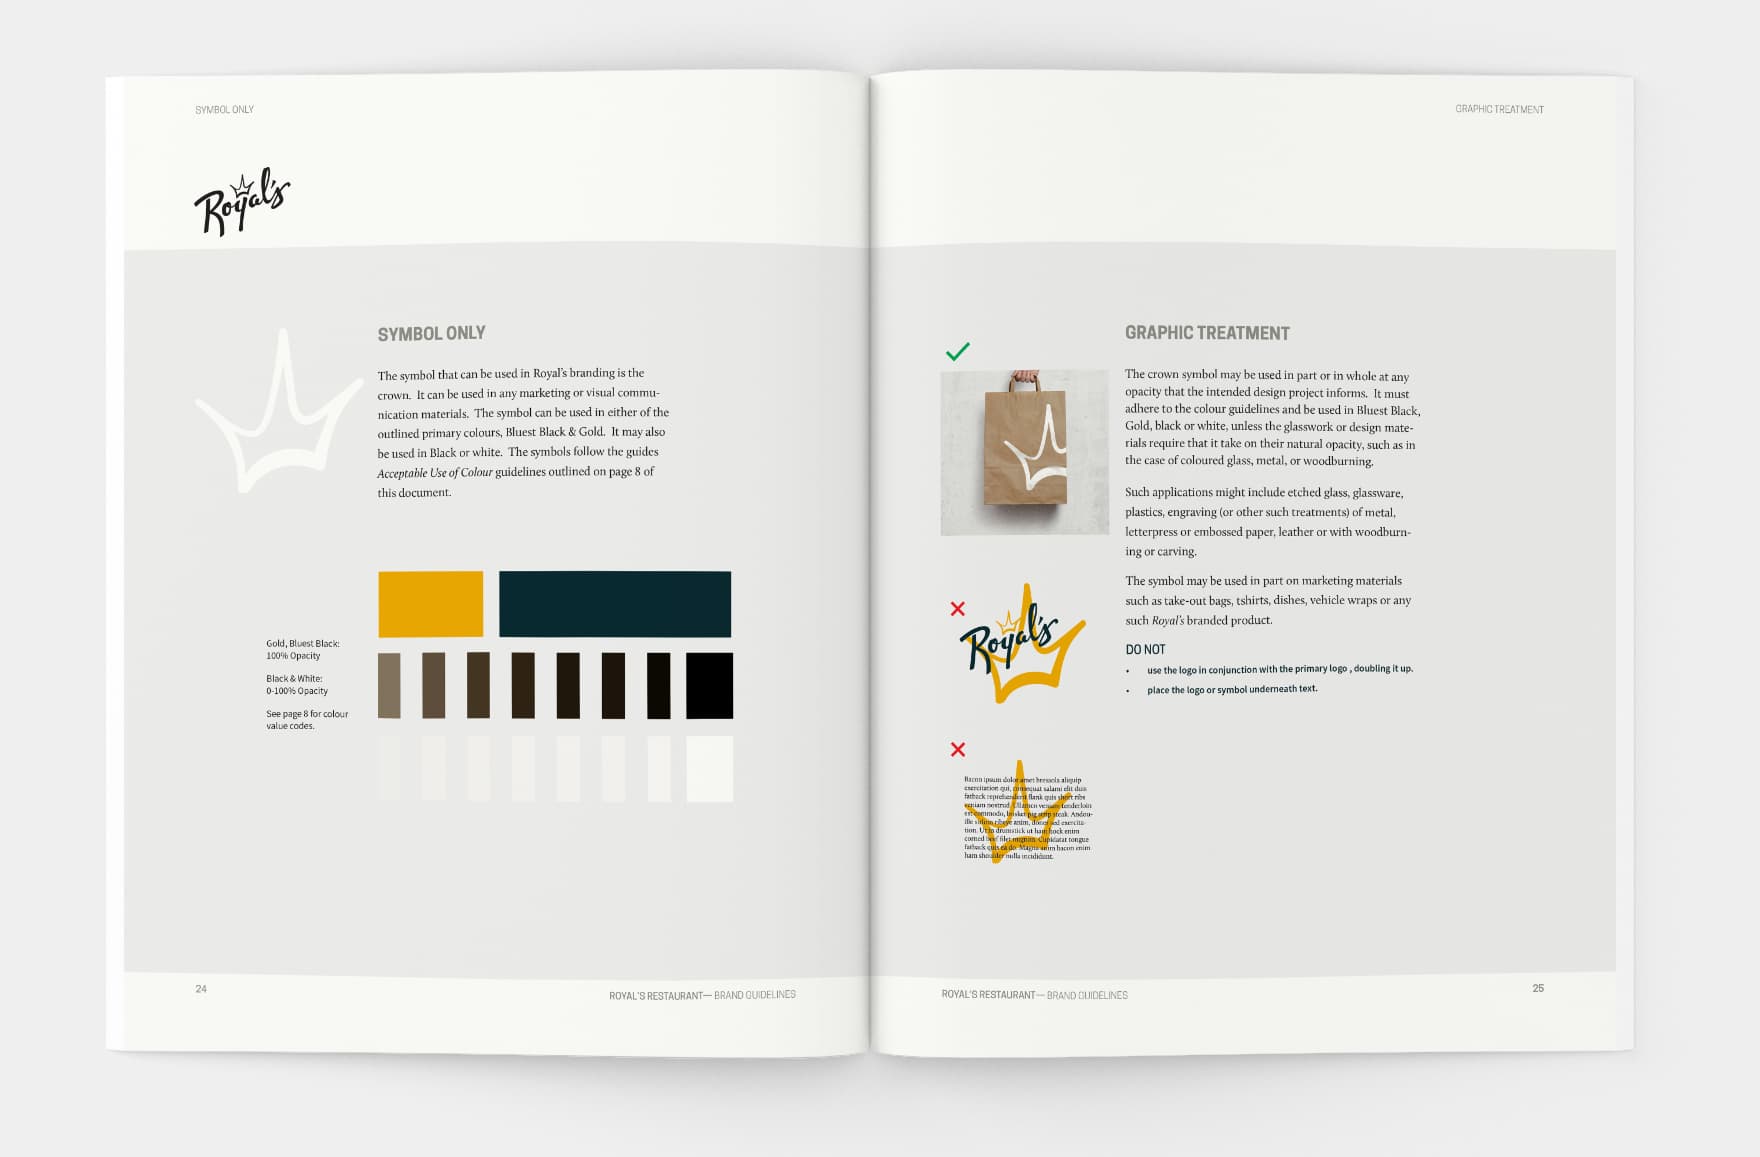 SYMBOL ONLY
Royal's
SYMBOL ONLY
The symbol that can be used in Royal's branding is the
crown. It can be used in any marketing or visual commu-
nication materials. The symbol can be used in either of the
outlined primary colours, Bluest Black & Gold. It may also
be used in Black or white. The symbols follow the guides
Acceptable Use of Colour guidelines outlined on page 8 of
this document.
Gold, Bluest Black:
100% Opacity
Black & White:
0-100% Opacity
See page 8 for colour
value codes.
24
ROYAL'S RESTAURANT— BRAND GUIDELINES
GRAPHIC TREATMENT
GRAPHIC TREATMENT
The crown symbol may be used in part or in whole at any
opacity that the intended design project informs. It must
adhere to the colour guidelines and be used in Bluest Black,
Gold, black or white, unless the glasswork or design mate-
rials require that it take on their natural opacity, such as in
the case of coloured glass, metal, or woodburning.
Such applications might include etched glass, glassware,
plastics, engraving (or other such treatments) of metal,
letterpress or embossed paper, leather or with woodburn-
ing or carving.
The symbol may be used in part on marketing materials
such as take-out bags, tshirts, dishes, vehicle wraps or any
such Royal's branded product.
DO NOT
• use the logo in conjunction with the primary logo , doubling it up.
• place the logo or symbol underneath text.
Royal's
Bacon ipsum dolor amet bresaola aliquip
exercitation qui, consequat salami elit duis
fatback reprehenderit flank quis short ribs
veniam nostrud. Ullamco veniam tenderloin
est commodo, brisket pig strip steak. Andou-
ille sirloin ribeye anim, doner sed exercita-
tion. Ut in drumstick ut ham hock enim
corned beef filet mignon. Cupidatat tongue
fatback quis ea do. Magna anim bacon enim
ham shoulder nulla incididunt.
ROYAL'S RESTAURANT— BRAND GUIDELINES
25